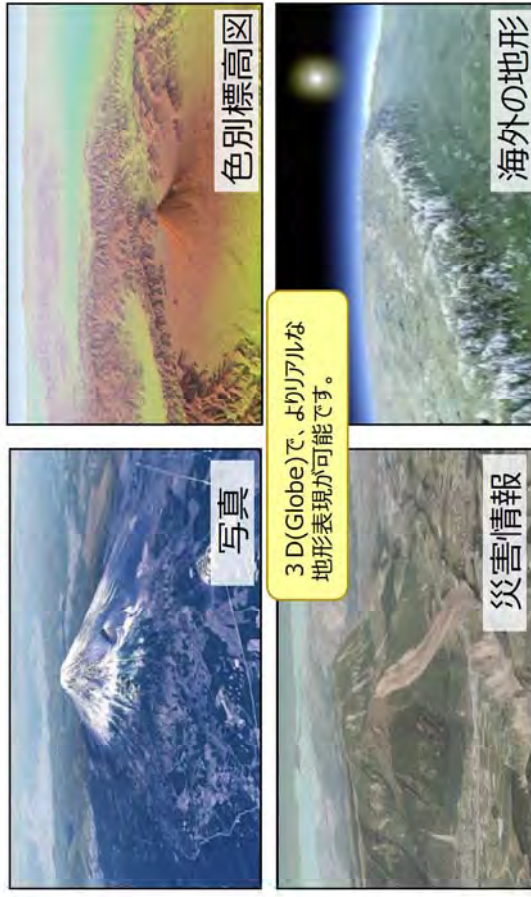 写真
色別標高図
3D(Globe)で、よりリアルな
地形表現が可能です。
災害情報
海外の地形